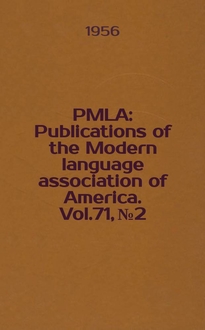 1956
PMLA:
Publications of
the Modern
language
association of
America.
Vol.71, №2